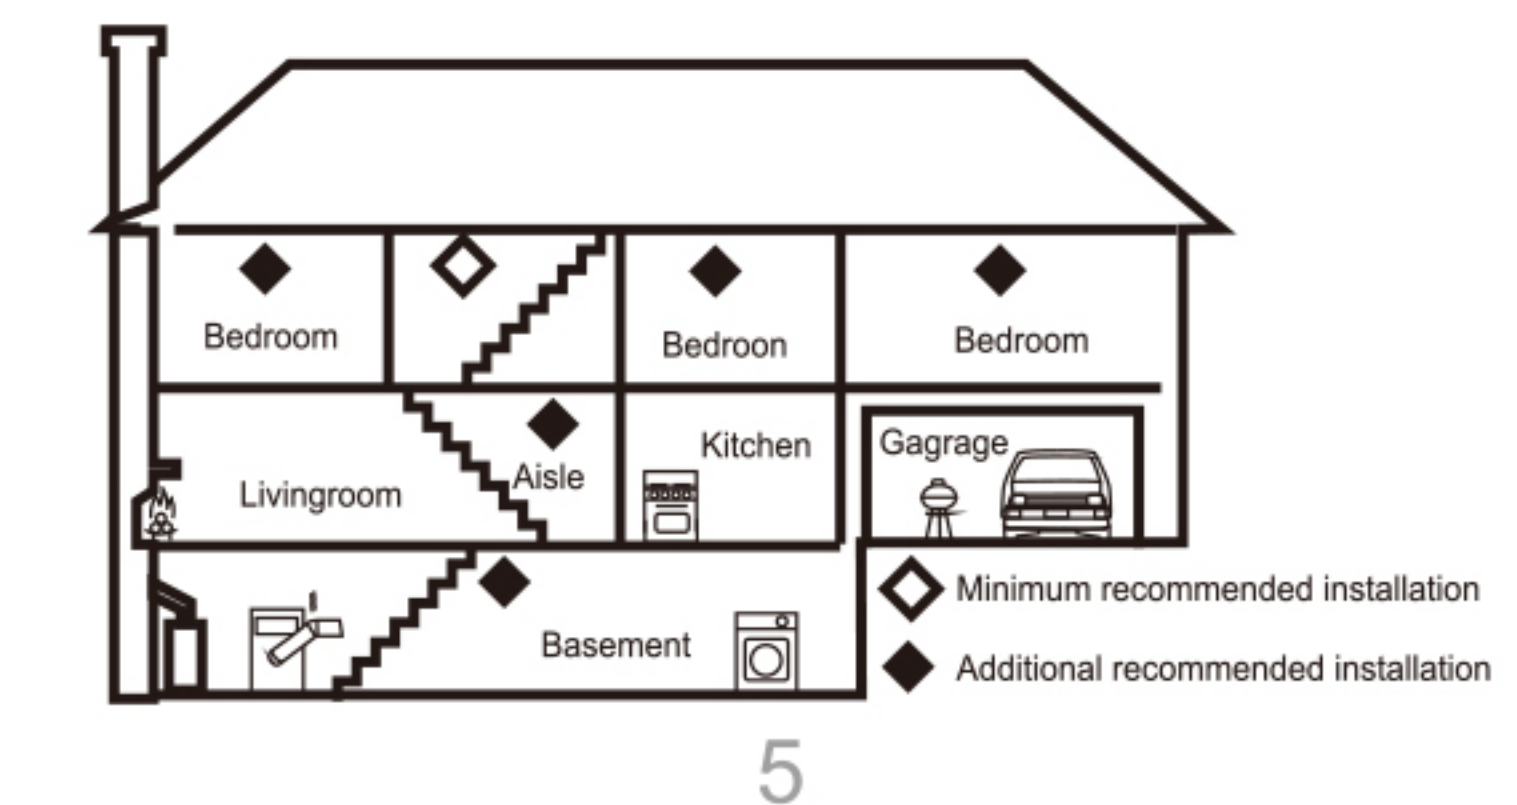 Bedroom
Bedroon
Bedroom
Livingroom
Aisle
Kitchen
Gagrage
Basement
Minimum recommended installation
Additional recommended installation
5